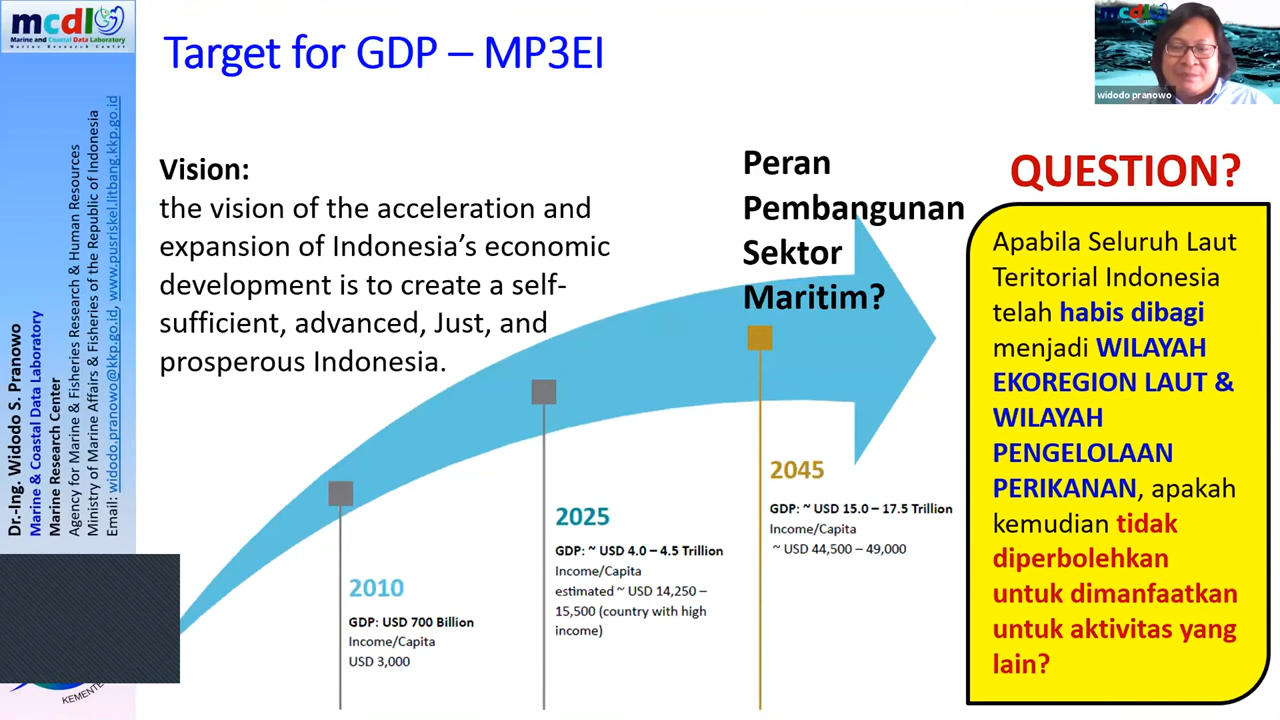 mcdl
Marine and Coastal Data Laboratory
Marine Research Center
Target for GDP – MP3EI
widodo pranowo
Dr.-Ing. Widodo S. Pranowo
Marine & Coastal Data Laboratory
Marine Research Center
Agency for Marine & Fisheries Research & Human Resources
Ministry of Marine Affairs & Fisheries of the Republic of Indonesia
Email: widodo.pranowo@kkp.go.id, www.pusriskel.litbang.kkp.go.id
Vision:
the vision of the acceleration and
expansion of Indonesia’s economic
development is to create a self-
sufficient, advanced, Just, and
prosperous Indonesia.
Peran
Pembangunan
Sektor
Maritim?
2010
GDP: USD 700 Billion
Income/Capita
USD 3,000
2025
GDP: ~ USD 4.0 – 4.5 Trillion
Income/Capita
estimated ~ USD 14,250 –
15,500 (country with high
income)
2045
GDP: ~ USD 15.0 – 17.5 Trillion
Income/Capita
~ USD 44,500 – 49,000
QUESTION?
Apabila Seluruh Laut
Teritorial Indonesia
telah habis dibagi
menjadi WILAYAH
EKOREGION LAUT &
WILAYAH
PENGELOLAAN
PERIKANAN, apakah
kemudian tidak
diperbolehkan
untuk dimanfaatkan
untuk aktivitas yang
lain?